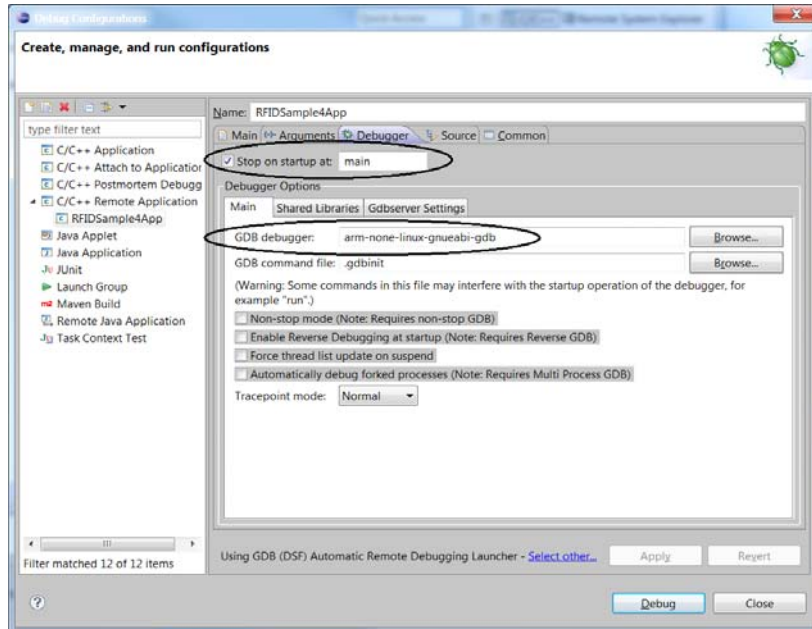 Debug Configurations
Create, manage, and run configurations
type filter text
C/C++ Application
C/C++ Attach to Application
C/C++ Postmortem Debugg
C/C++ Remote Application
RFIDSample4App
Java Applet
Java Application
JUnit
Launch Group
Maven Build
Remote Java Application
Task Context Test
Filter matched 12 of 12 items
Name: RFIDSample4App
Main Arguments Debugger Source Common
Stop on startup at: main
Debugger Options
Main Shared Libraries Gdbserver Settings
GDB debugger: arm-none-linux-gnueabi-gdb Browse...
GDB command file: .gdbinit Browse...
(Warning: Some commands in this file may interfere with the startup operation of the debugger, for
example "run".)
Non-stop mode (Note: Requires non-stop GDB)
Enable Reverse Debugging at startup (Note: Requires Reverse GDB)
Force thread list update on suspend
Automatically debug forked processes (Note: Requires Multi Process GDB)
Tracepoint mode: Normal
Using GDB (DSF) Automatic Remote Debugging Launcher - Select other... Apply Revert
Debug Close